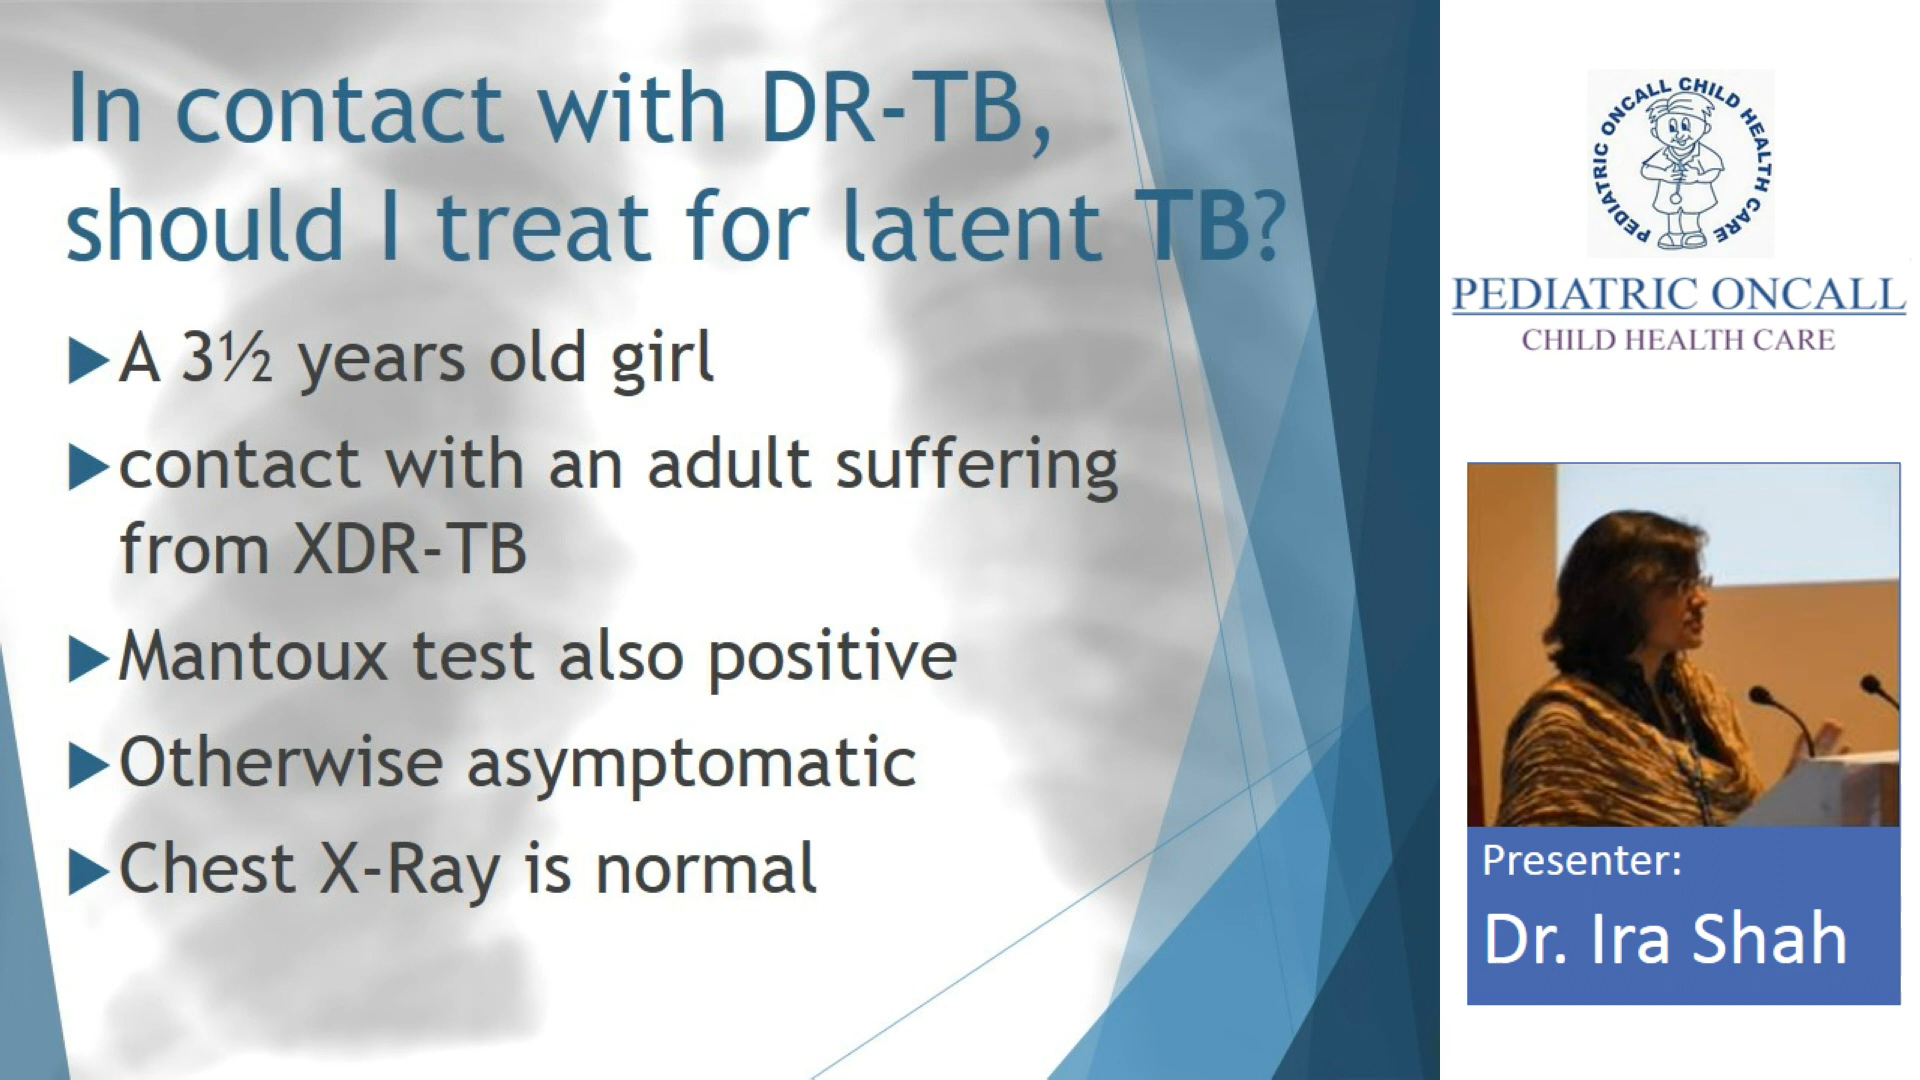 In contact with DR-TB,
should I treat for latent TB?
A 3½ years old girl
contact with an adult suffering
from XDR-TB
Mantoux test also positive
Otherwise asymptomatic
Chest X-Ray is normal
PEDIATRIC ONCALL CHILD HEALTH CARE
PEDIATRIC ONCALL
CHILD HEALTH CARE
Presenter:
Dr. Ira Shah